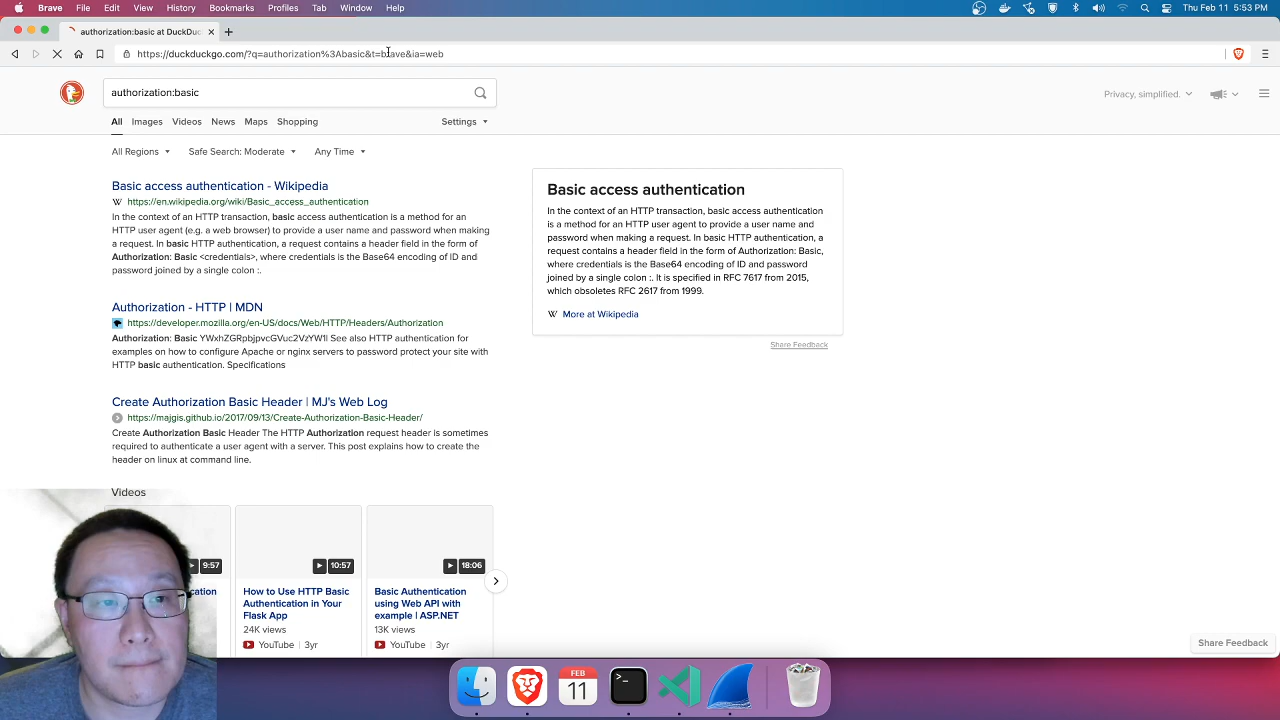 Brave File Edit View History Bookmarks Profiles Tab Window Help Thu Feb 11 5:53 PM
authorization:basic at DuckDu
https://duckduckgo.com/?q=authorization%3Abasic&t=brave&ia=web
authorization:basic
Privacy, simplified.
All Images Videos News Maps Shopping Settings
All Regions Safe Search: Moderate Any Time
Basic access authentication - Wikipedia
W https://en.wikipedia.org/wiki/Basic_access_authentication
In the context of an HTTP transaction, basic access authentication is a method for an
HTTP user agent (e.g. a web browser) to provide a user name and password when making
a request. In basic HTTP authentication, a request contains a header field in the form of
Authorization: Basic <credentials>, where credentials is the Base64 encoding of ID and
password joined by a single colon :.
Authorization - HTTP | MDN
https://developer.mozilla.org/en-US/docs/Web/HTTP/Headers/Authorization
Authorization: Basic YWxhZGRpbjpvcGVuc2VzYW1l See also HTTP authentication for
examples on how to configure Apache or nginx servers to password protect your site with
HTTP basic authentication. Specifications
Create Authorization Basic Header | MJ's Web Log
https://majgis.github.io/2017/09/13/Create-Authorization-Basic-Header/
Create Authorization Basic Header The HTTP Authorization request header is sometimes
required to authenticate a user agent with a server. This post explains how to create the
header on linux at command line.
Videos
9:57
cation
10:57
How to Use HTTP Basic
Authentication in Your
Flask App
24K views
YouTube 3yr
18:06
Basic Authentication
using Web API with
example | ASP.NET
13K views
YouTube 3yr
Basic access authentication
In the context of an HTTP transaction, basic access authentication
is a method for an HTTP user agent to provide a user name and
password when making a request. In basic HTTP authentication, a
request contains a header field in the form of Authorization: Basic,
where credentials is the Base64 encoding of ID and password
joined by a single colon :. It is specified in RFC 7617 from 2015,
which obsoletes RFC 2617 from 1999.
W More at Wikipedia
Share Feedback
Share Feedback
FEB
11
>_